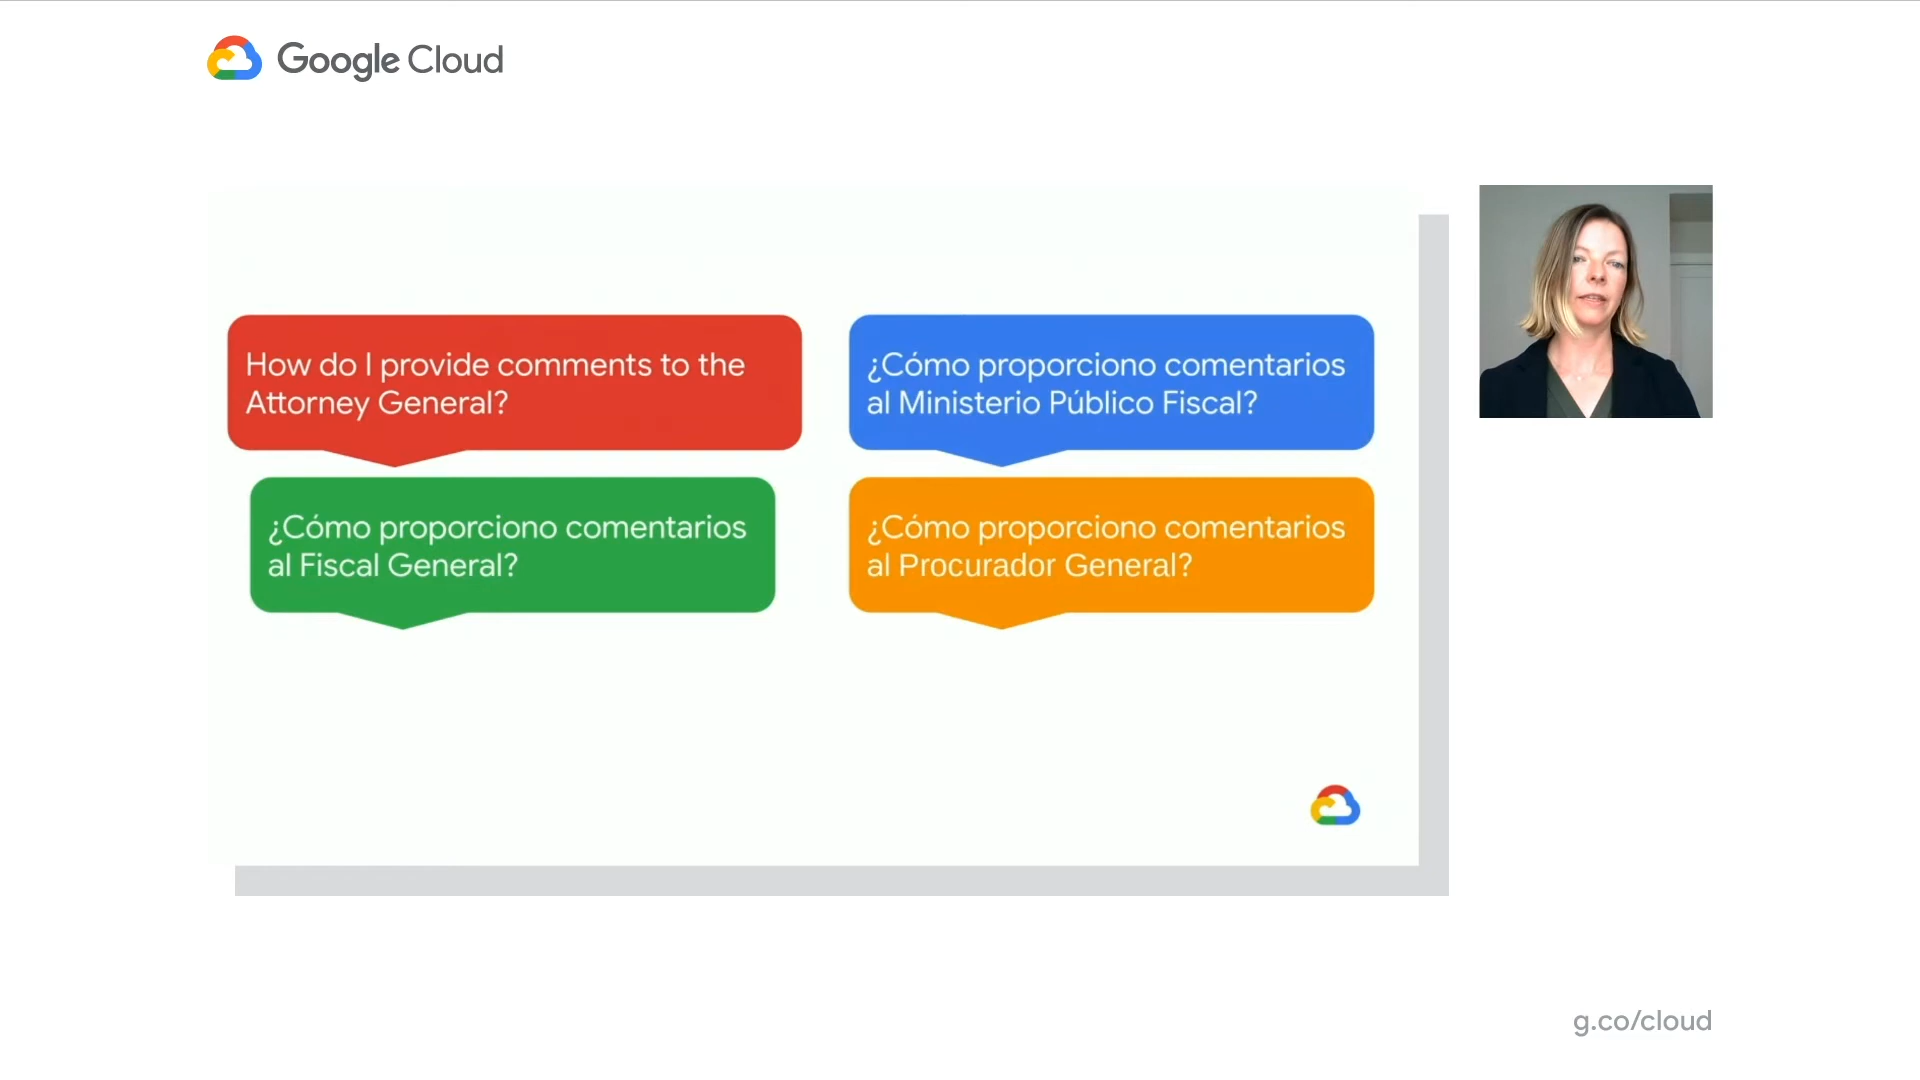 Google Cloud
How do I provide comments to the
Attorney General?
¿Cómo proporciono comentarios
al Ministerio Público Fiscal?
¿Cómo proporciono comentarios
al Fiscal General?
¿Cómo proporciono comentarios
al Procurador General?
g.co/cloud